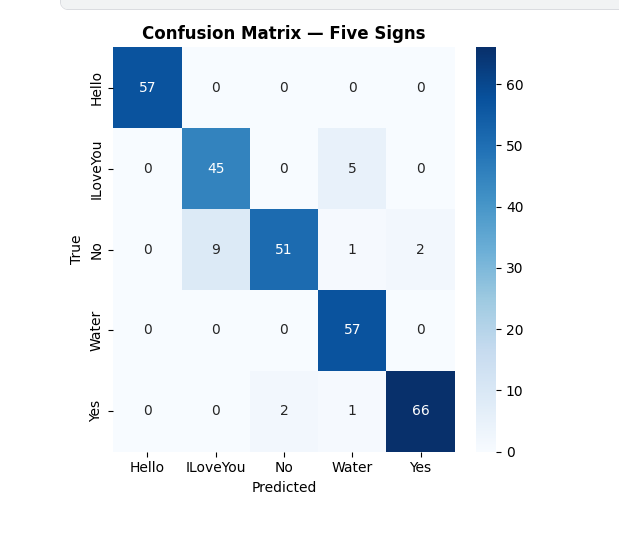 Confusion Matrix — Five Signs
True
Hello 57 0 0 0 0
ILoveYou 0 45 0 5 0
No 0 9 51 1 2
Water 0 0 0 57 0
Yes 0 0 2 1 66
Hello ILoveYou No Water Yes
Predicted
60
50
40
30
20
10
0